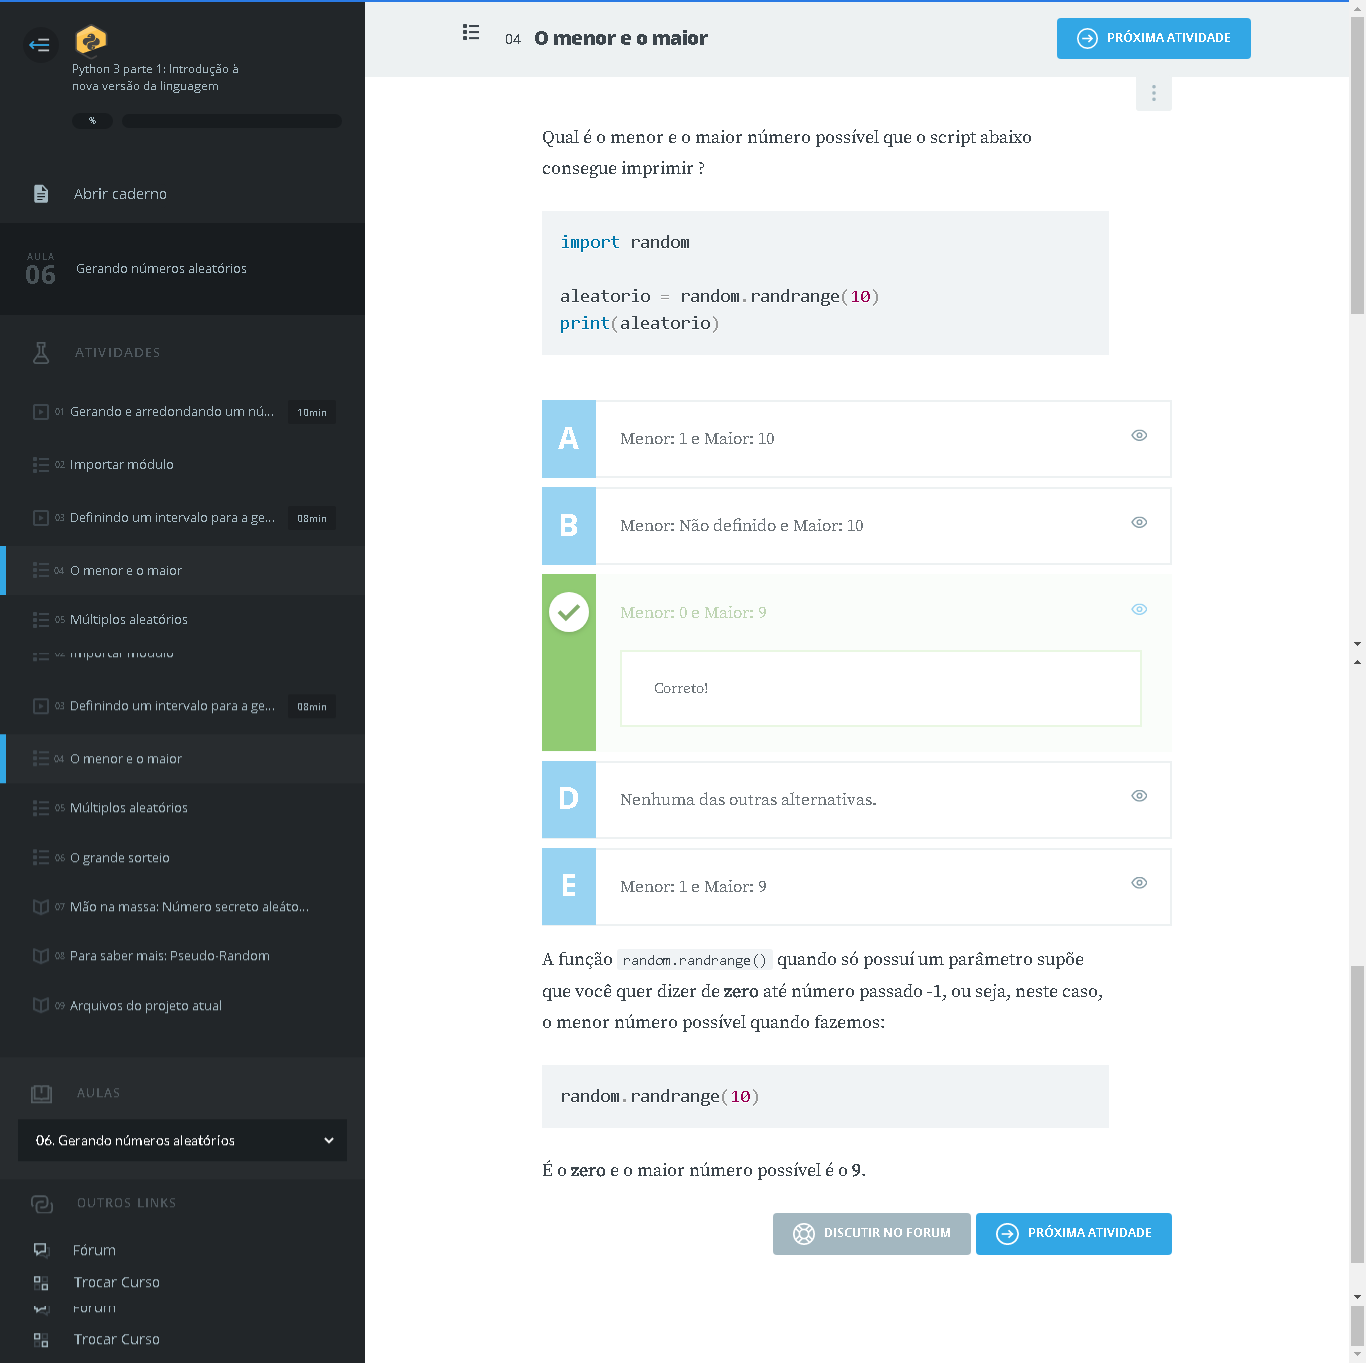 Python 3 parte 1: Introdução à
nova versão da linguagem
%
Abrir caderno
AULA
06
Gerando números aleatórios
ATIVIDADES
01 Gerando e arredondando um nú... 10min
02 Importar módulo
03 Definindo um intervalo para a ge... 08min
04 O menor e o maior
05 Múltiplos aleatórios
02 Importar módulo
03 Definindo um intervalo para a ge... 08min
04 O menor e o maior
05 Múltiplos aleatórios
06 O grande sorteio
07 Mão na massa: Número secreto aleáto...
08 Para saber mais: Pseudo-Random
09 Arquivos do projeto atual
AULAS
06. Gerando números aleatórios
OUTROS LINKS
Fórum
Trocar Curso
Fórum
Trocar Curso
04 O menor e o maior
PRÓXIMA ATIVIDADE
Qual é o menor e o maior número possível que o script abaixo
consegue imprimir ?
import random
aleatorio = random.randrange(10)
print(aleatorio)
A Menor: 1 e Maior: 10
B Menor: Não definido e Maior: 10
Menor: 0 e Maior: 9
Correto!
D Nenhuma das outras alternativas.
E Menor: 1 e Maior: 9
A função random.randrange() quando só possuí um parâmetro supõe
que você quer dizer de zero até número passado -1, ou seja, neste caso,
o menor número possível quando fazemos:
random.randrange(10)
É o zero e o maior número possível é o 9.
DISCUTIR NO FORUM
PRÓXIMA ATIVIDADE